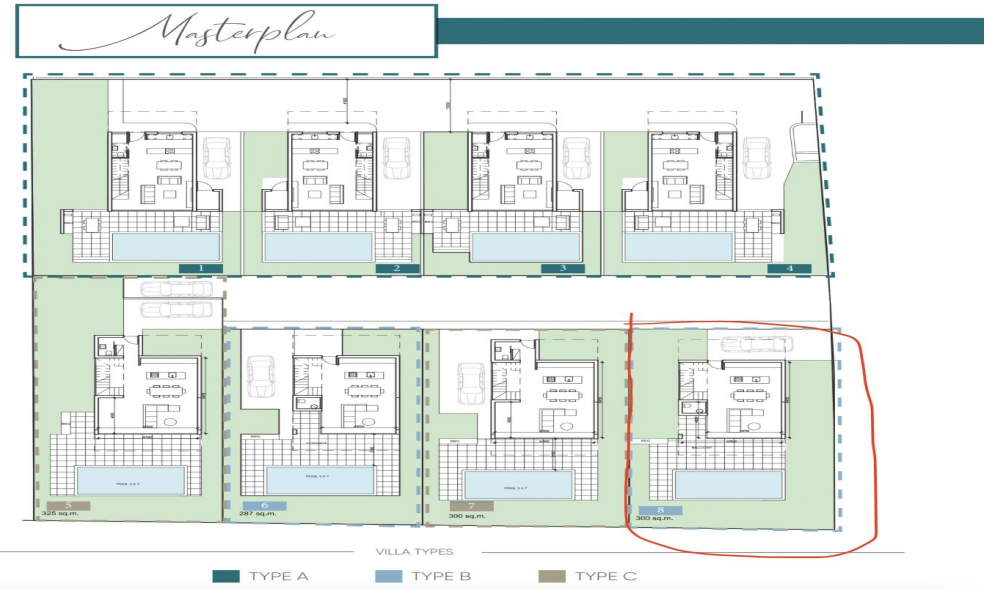 Masterplan
1
2
3
4
5
325 sq.m.
6
287 sq.m.
7
300 sq.m.
8
300 sq.m.
VILLA TYPES
TYPE A
TYPE B
TYPE C